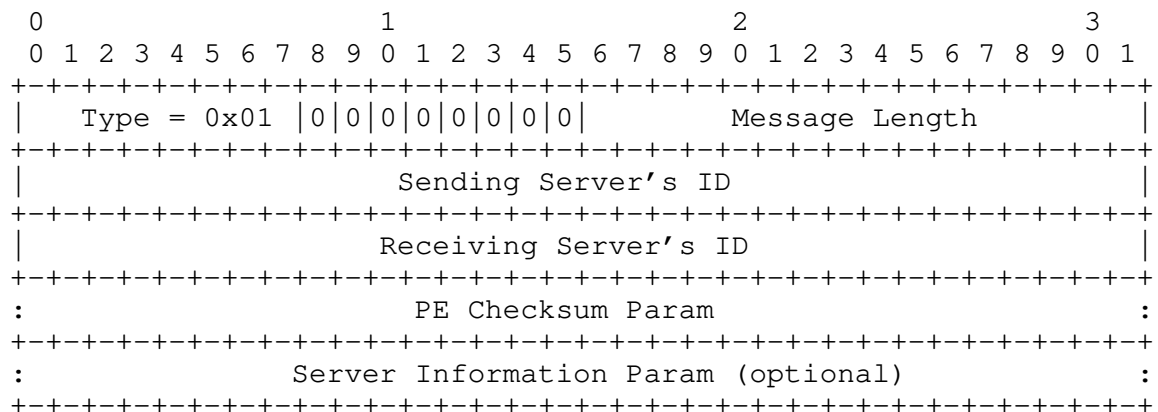 0                   1                   2                   3
 0 1 2 3 4 5 6 7 8 9 0 1 2 3 4 5 6 7 8 9 0 1 2 3 4 5 6 7 8 9 0 1
+-+-+-+-+-+-+-+-+-+-+-+-+-+-+-+-+-+-+-+-+-+-+-+-+-+-+-+-+-+-+-+-+
|   Type = 0x01 |0|0|0|0|0|0|0|0|        Message Length         |
+-+-+-+-+-+-+-+-+-+-+-+-+-+-+-+-+-+-+-+-+-+-+-+-+-+-+-+-+-+-+-+-+
|                     Sending Server’s ID                       |
+-+-+-+-+-+-+-+-+-+-+-+-+-+-+-+-+-+-+-+-+-+-+-+-+-+-+-+-+-+-+-+-+
|                    Receiving Server’s ID                      |
+-+-+-+-+-+-+-+-+-+-+-+-+-+-+-+-+-+-+-+-+-+-+-+-+-+-+-+-+-+-+-+-+
:                      PE Checksum Param                        :
+-+-+-+-+-+-+-+-+-+-+-+-+-+-+-+-+-+-+-+-+-+-+-+-+-+-+-+-+-+-+-+-+
:               Server Information Param (optional)             :
+-+-+-+-+-+-+-+-+-+-+-+-+-+-+-+-+-+-+-+-+-+-+-+-+-+-+-+-+-+-+-+-+